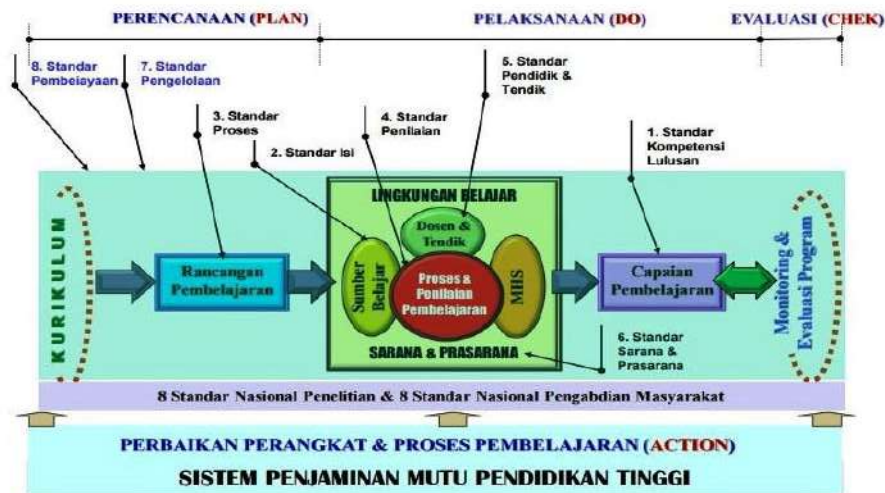 PERENCANAAN (PLAN)
PELAKSANAAN (DO)
EVALUASI (CHEK)
8. Standar
Pembeiayaan
7. Standar
Pengelolaan
5. Standar
Pendidik &
Tendik
3. Standar
Proses
4. Standar
Penilaian
2. Standar Isi
1. Standar
Kompetensi
Lulusan
LINGKUNGAN BELAJAR
Dosen &
Tendik
KURIKULUM
Rancangan
Pembelajaran
Sumber
Belajar
Proses &
Penilaian
Pembelajaran
MHS
Capaian
Pembelajaran
Monitoring &
Evaluasi Program
SARANA & PRASARANA
6. Standar
Sarana &
Prasarana
8 Standar Nasional Penelitian & 8 Standar Nasional Pengabdian Masyarakat
PERBAIKAN PERANGKAT & PROSES PEMBELAJARAN (ACTION)
SISTEM PENJAMINAN MUTU PENDIDIKAN TINGGI